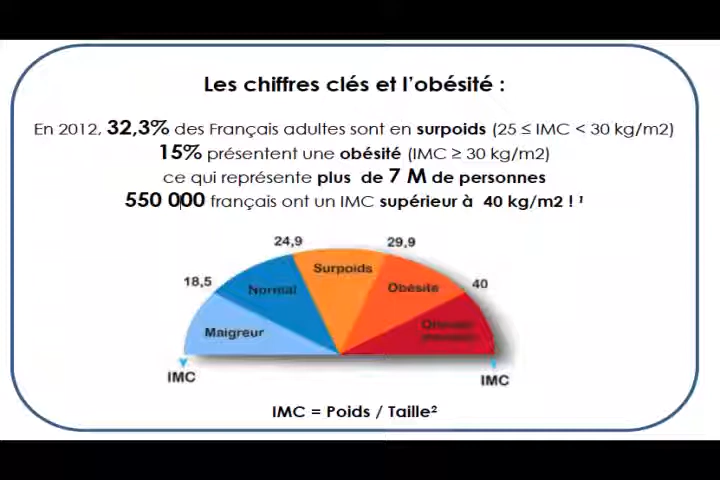 Les chiffres clés et l'obésité :
En 2012, 32,3% des Français adultes sont en surpoids (25 ≤ IMC < 30 kg/m2)
15% présentent une obésité (IMC ≥ 30 kg/m2)
ce qui représente plus de 7 M de personnes
550 000 français ont un IMC supérieur à 40 kg/m2 ! ¹
24,9 29,9
Surpoids
18,5 Normal Obésité 40
Maigreur
IMC IMC
IMC = Poids / Taille²